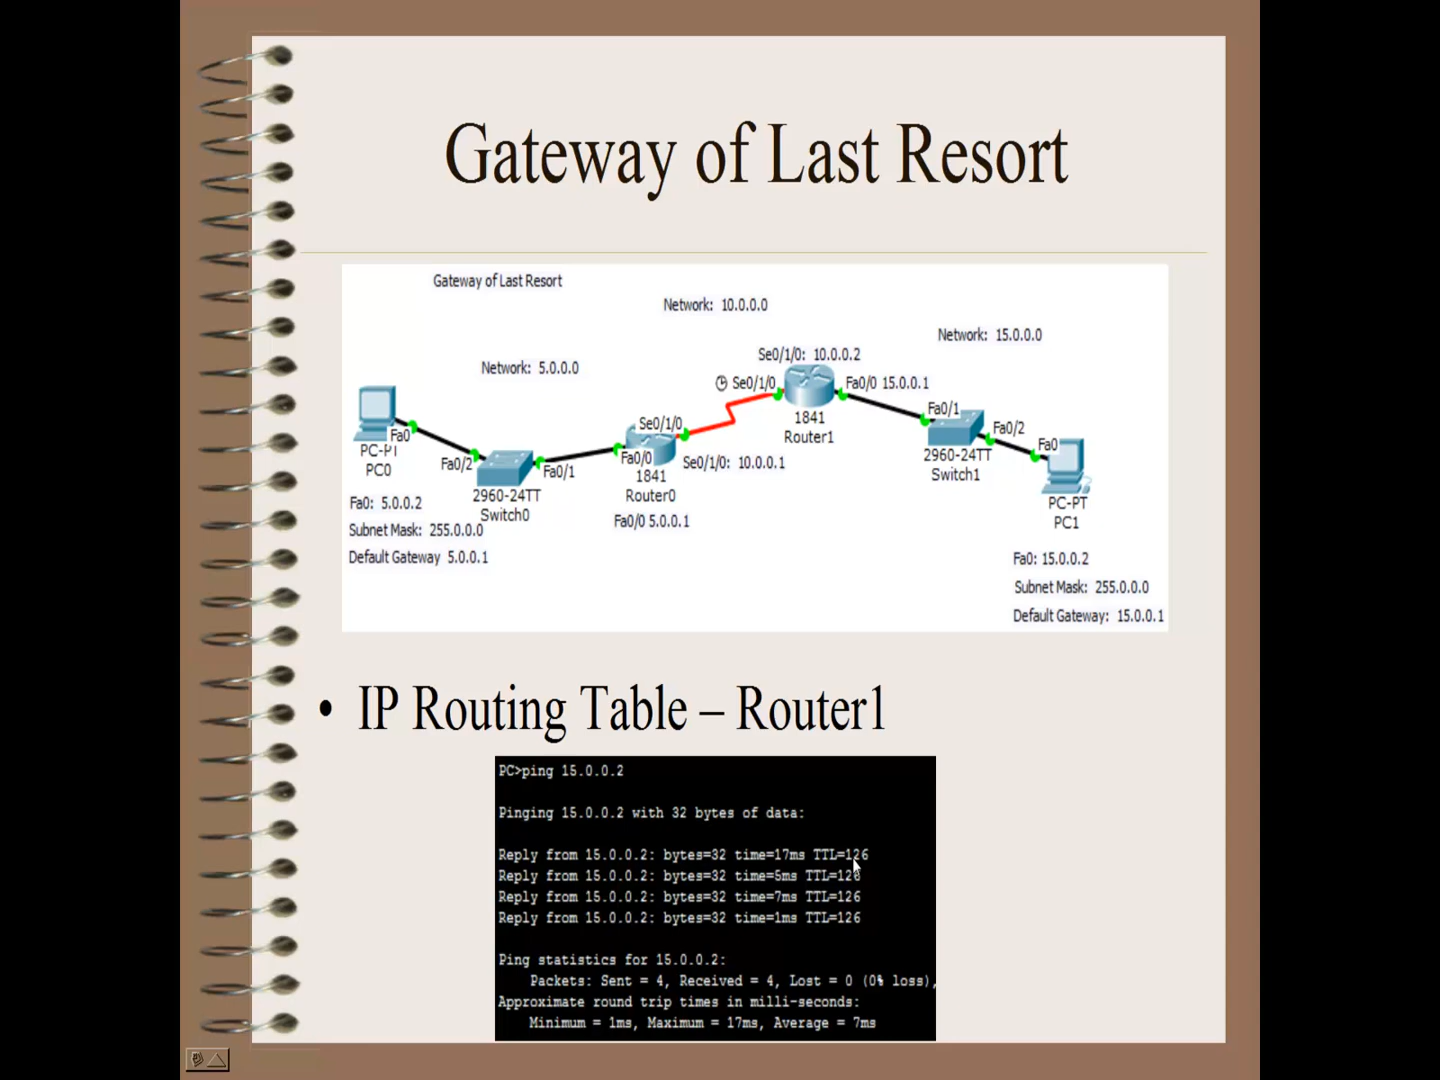 Gateway of Last Resort
Gateway of Last Resort
Network: 10.0.0.0
Network: 15.0.0.0
Se0/1/0: 10.0.0.2
Network: 5.0.0.0
Se0/1/0
Fa0/0 15.0.0.1
Fa0/1
1841
Router1
Se0/1/0
Fa0/2
Fa0
PC-PT
PC0
Fa0/2
Fa0/1
Fa0/0
Se0/1/0: 10.0.0.1
2960-24TT
Switch1
Fa0
1841
Router0
2960-24TT
Switch0
Fa0: 5.0.0.2
Fa0/0 5.0.0.1
PC-PT
PC1
Subnet Mask: 255.0.0.0
Default Gateway 5.0.0.1
Fa0: 15.0.0.2
Subnet Mask: 255.0.0.0
Default Gateway: 15.0.0.1
• IP Routing Table – Router1
PC>ping 15.0.0.2
Pinging 15.0.0.2 with 32 bytes of data:
Reply from 15.0.0.2: bytes=32 time=17ms TTL=126
Reply from 15.0.0.2: bytes=32 time=5ms TTL=126
Reply from 15.0.0.2: bytes=32 time=7ms TTL=126
Reply from 15.0.0.2: bytes=32 time=1ms TTL=126
Ping statistics for 15.0.0.2:
Packets: Sent = 4, Received = 4, Lost = 0 (0% loss),
Approximate round trip times in milli-seconds:
Minimum = 1ms, Maximum = 17ms, Average = 7ms